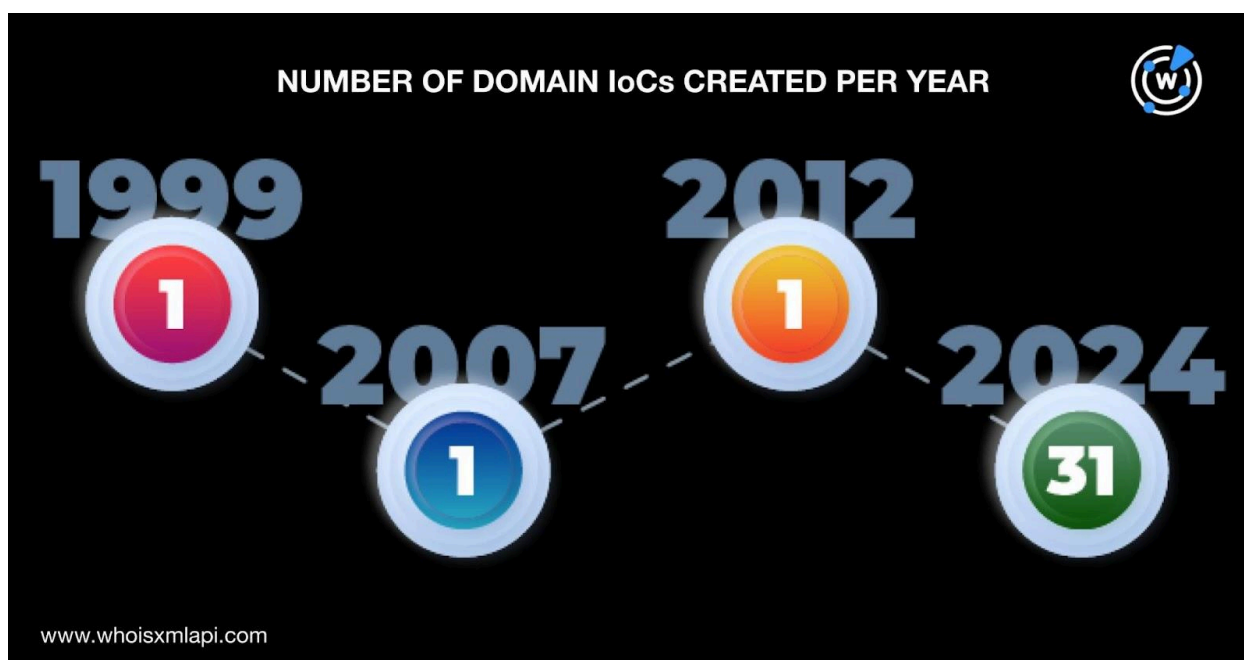 NUMBER OF DOMAIN IoCs CREATED PER YEAR
W
1999
1
2007
1
2012
1
2024
31
www.whoisxmlapi.com